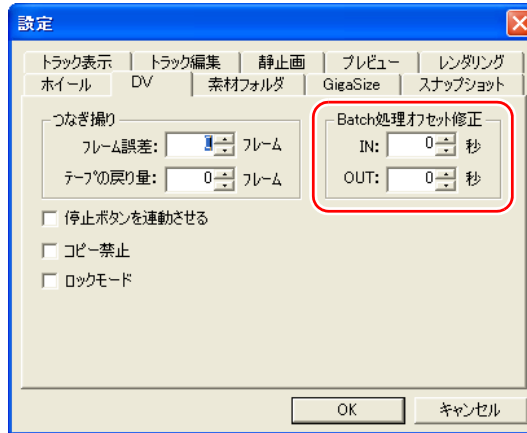 設定
トラック表示 トラック編集 静止画 プレビュー レンダリング
ホイール DV 素材フォルダ GigaSize スナップショット
つなぎ撮り
フレーム誤差: 1 フレーム
テープの戻り量: 0 フレーム
Batch処理オフセット修正
IN: 0 秒
OUT: 0 秒
停止ボタンを連動させる
コピー禁止
ロックモード
OK キャンセル